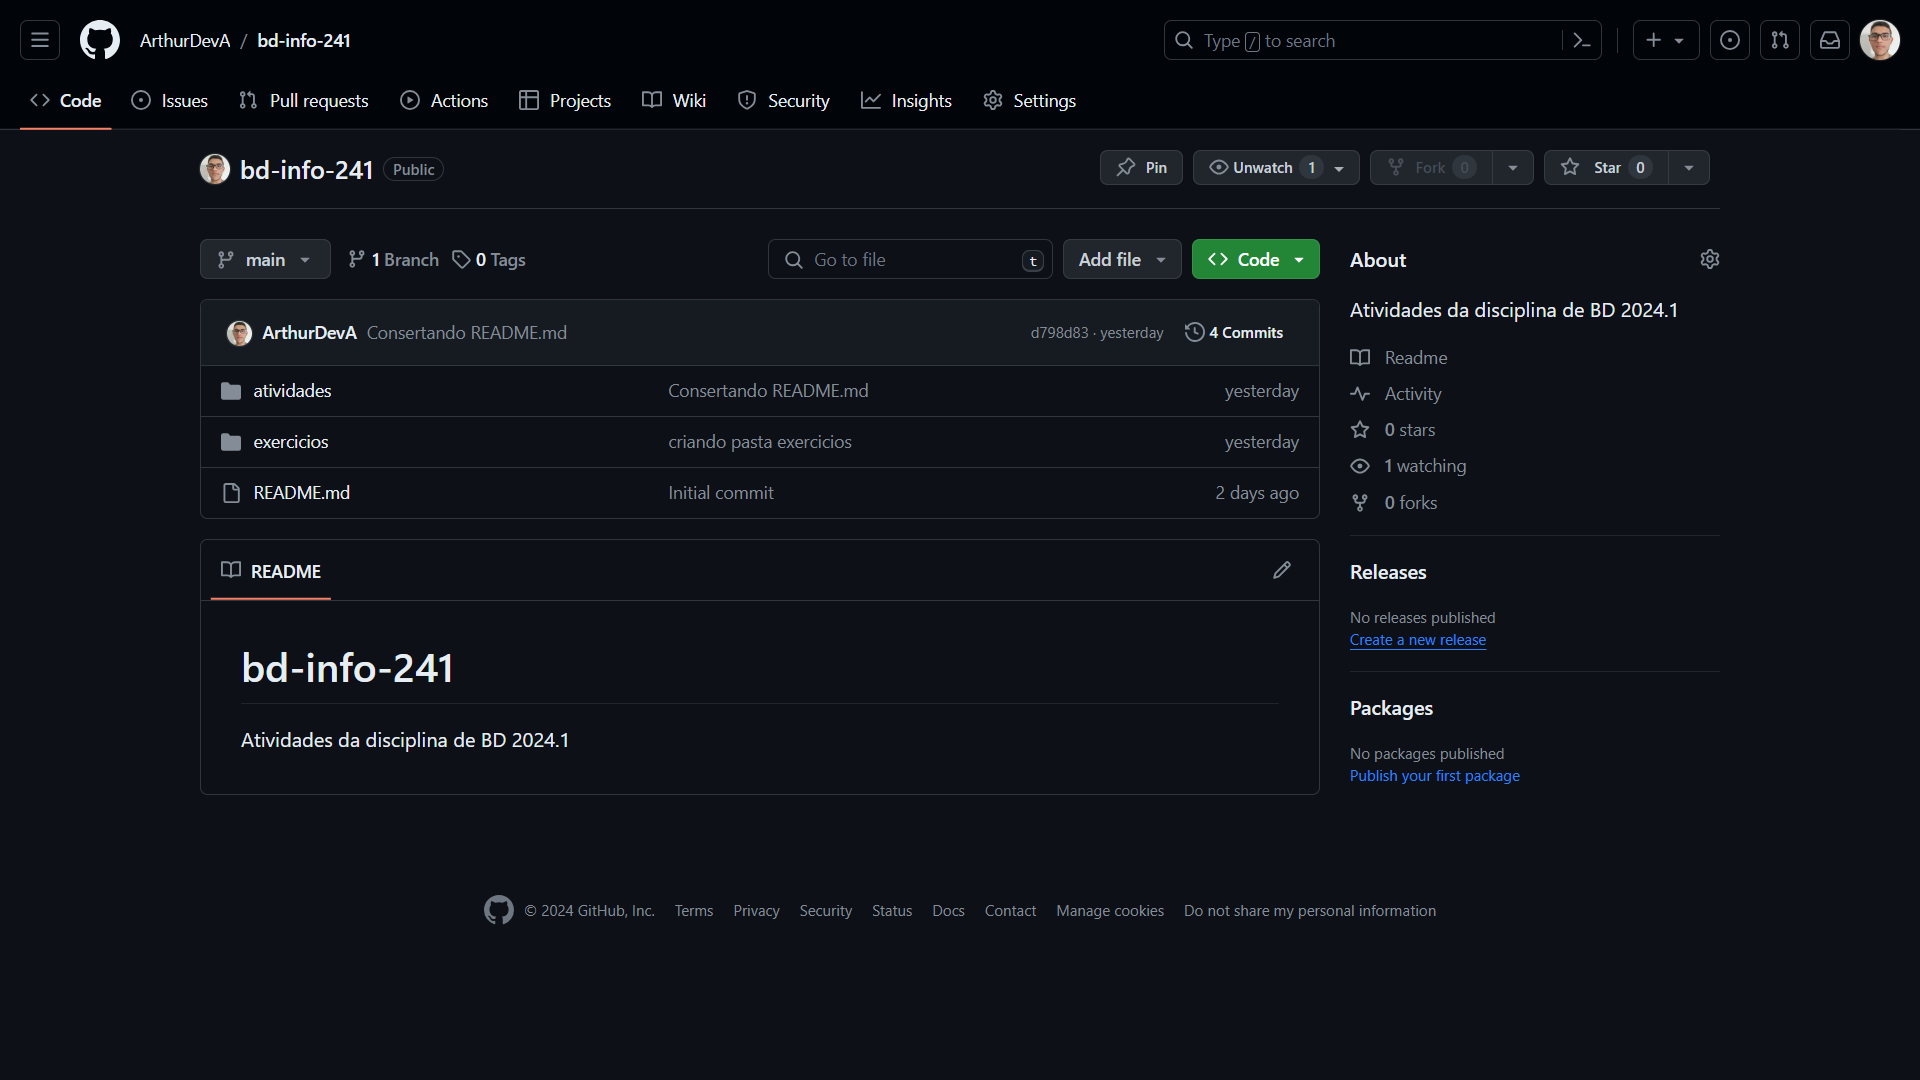 ArthurDevA / bd-info-241
Type / to search
Code Issues Pull requests Actions Projects Wiki Security Insights Settings
bd-info-241 Public
Pin Unwatch 1 Fork 0 Star 0
main 1 Branch 0 Tags Go to file t Add file Code
ArthurDevA Consertando README.md d798d83 · yesterday 4 Commits
atividades Consertando README.md yesterday
exercicios criando pasta exercicios yesterday
README.md Initial commit 2 days ago
README
bd-info-241
Atividades da disciplina de BD 2024.1
About
Atividades da disciplina de BD 2024.1
Readme
Activity
0 stars
1 watching
0 forks
Releases
No releases published
Create a new release
Packages
No packages published
Publish your first package
© 2024 GitHub, Inc. Terms Privacy Security Status Docs Contact Manage cookies Do not share my personal information